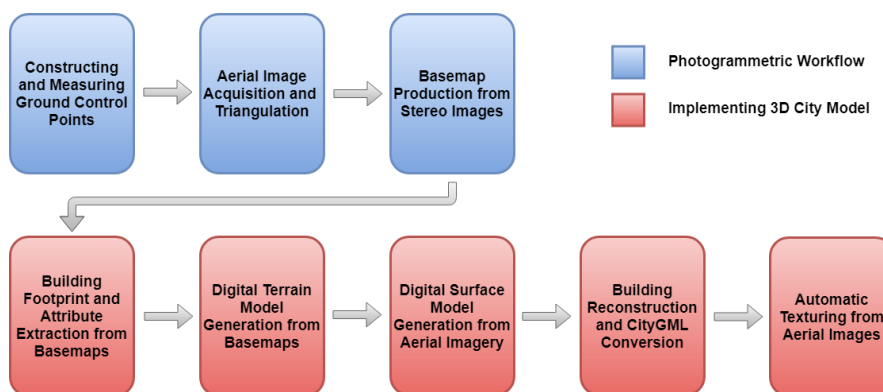 Constructing
and Measuring
Ground Control
Points
Aerial Image
Acquisition and
Triangulation
Basemap
Production from
Stereo Images
Photogrammetric Workflow
Implementing 3D City Model
Building
Footprint and
Attribute
Extraction from
Basemaps
Digital Terrain
Model
Generation from
Basemaps
Digital Surface
Model
Generation from
Aerial Imagery
Building
Reconstruction
and CityGML
Conversion
Automatic
Texturing from
Aerial Images